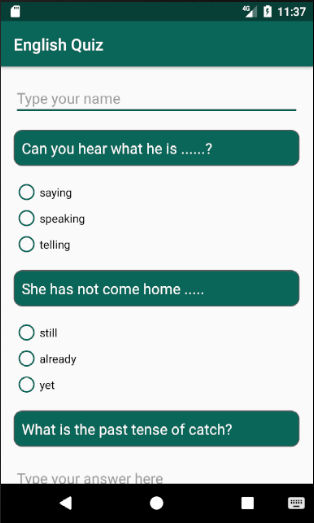 4G 11:37
English Quiz
Type your name
Can you hear what he is ......?
saying
speaking
telling
She has not come home .....
still
already
yet
What is the past tense of catch?
Type your answer here